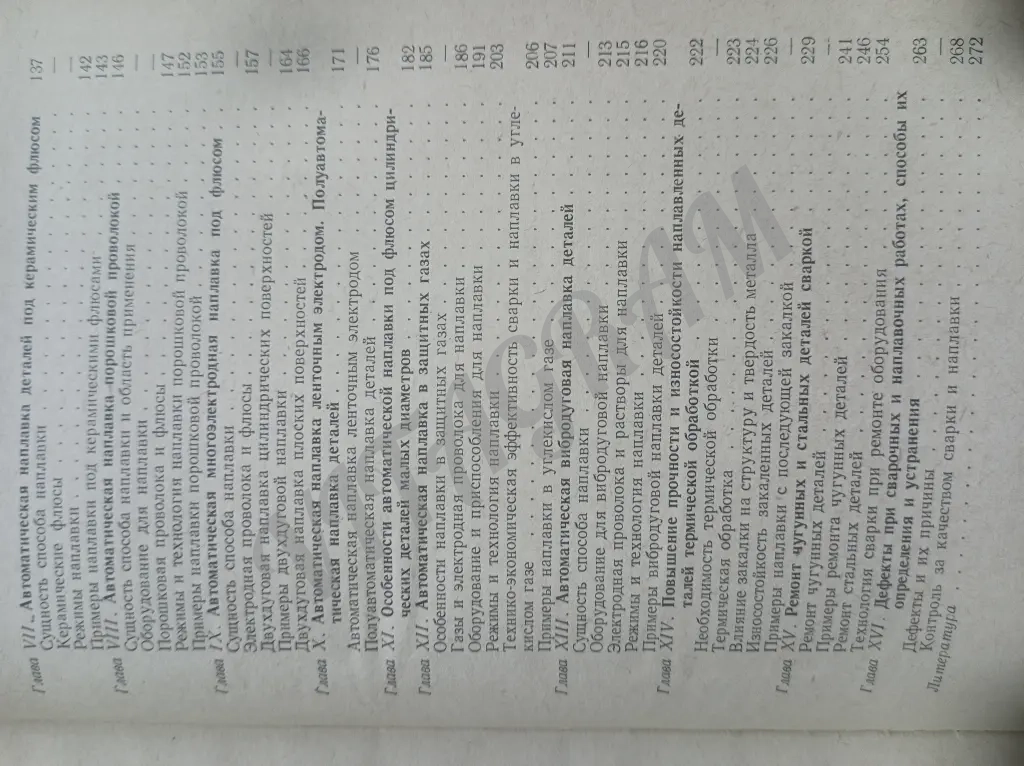 Глава VII. Автоматическая наплавка деталей под керамическим флюсом 137
Сущность способа наплавки —
Керамические флюсы —
Режимы наплавки 142
Примеры наплавки под керамическими флюсами 143
Глава VIII. Автоматическая наплавка порошковой проволокой 146
Сущность способа наплавки и область применения —
Оборудование для наплавки —
Порошковая проволока и флюсы 147
Режимы и технология наплавки порошковой проволокой 152
Примеры наплавки порошковой проволокой 153
Глава IX. Автоматическа многоэлектродная наплавка под флюсом 155
Сущность способа наплавки —
Электродная проволока и флюсы 157
Двухдуговая наплавка цилиндрических поверхностей —
Примеры двухдуговой наплавки 164
Двухдуговая наплавка плоских поверхностей 166
Глава X. Автоматическая наплавка ленточным электродом. Полуавтома-
тическая наплавка деталей 171
Автоматическая наплавка ленточным электродом —
Полуавтоматическая наплавка деталей 176
Глава XI. Особенности автоматической наплавки под флюсом цилиндри-
ческих деталей малых диаметров 182
Глава XII. Автоматическая наплавка в защитных газах 185
Особенности наплавки в защитных газах —
Газы и электродная проволока для наплавки 186
Оборудование и приспособления для наплавки 191
Режимы и технология наплавки 203
Технико-экономическая эффективность сварки и наплавки в угле-
кислом газе 206
Примеры наплавки в углекислом газе 207
Глава XIII. Автоматическая вибродуговая наплавка деталей 211
Сущность способа наплавки —
Оборудование для вибродуговой наплавки 213
Электродная проволока и растворы для наплавки 215
Режимы и технология наплавки 216
Примеры вибродуговой наплавки деталей 220
Глава XIV. Повышение прочности и износостойкости наплавленных де-
талей термической обработкой 222
Необходимость термической обработки —
Термическая обработка 223
Влияние закалки на структуру и твердость металла 224
Износостойкость закаленных деталей 226
Примеры наплавки с последующей закалкой —
Глава XV. Ремонт чугунных и стальных деталей сваркой 229
Ремонт чугунных деталей —
Примеры ремонта чугунных деталей 241
Ремонт стальных деталей 246
Технология сварки при ремонте оборудования 254
Глава XVI. Дефекты при сварочных и наплавочных работах, способы их
определения и устранения 263
Дефекты и их причины —
Контроль за качеством сварки и наплавки 268
Литература 272